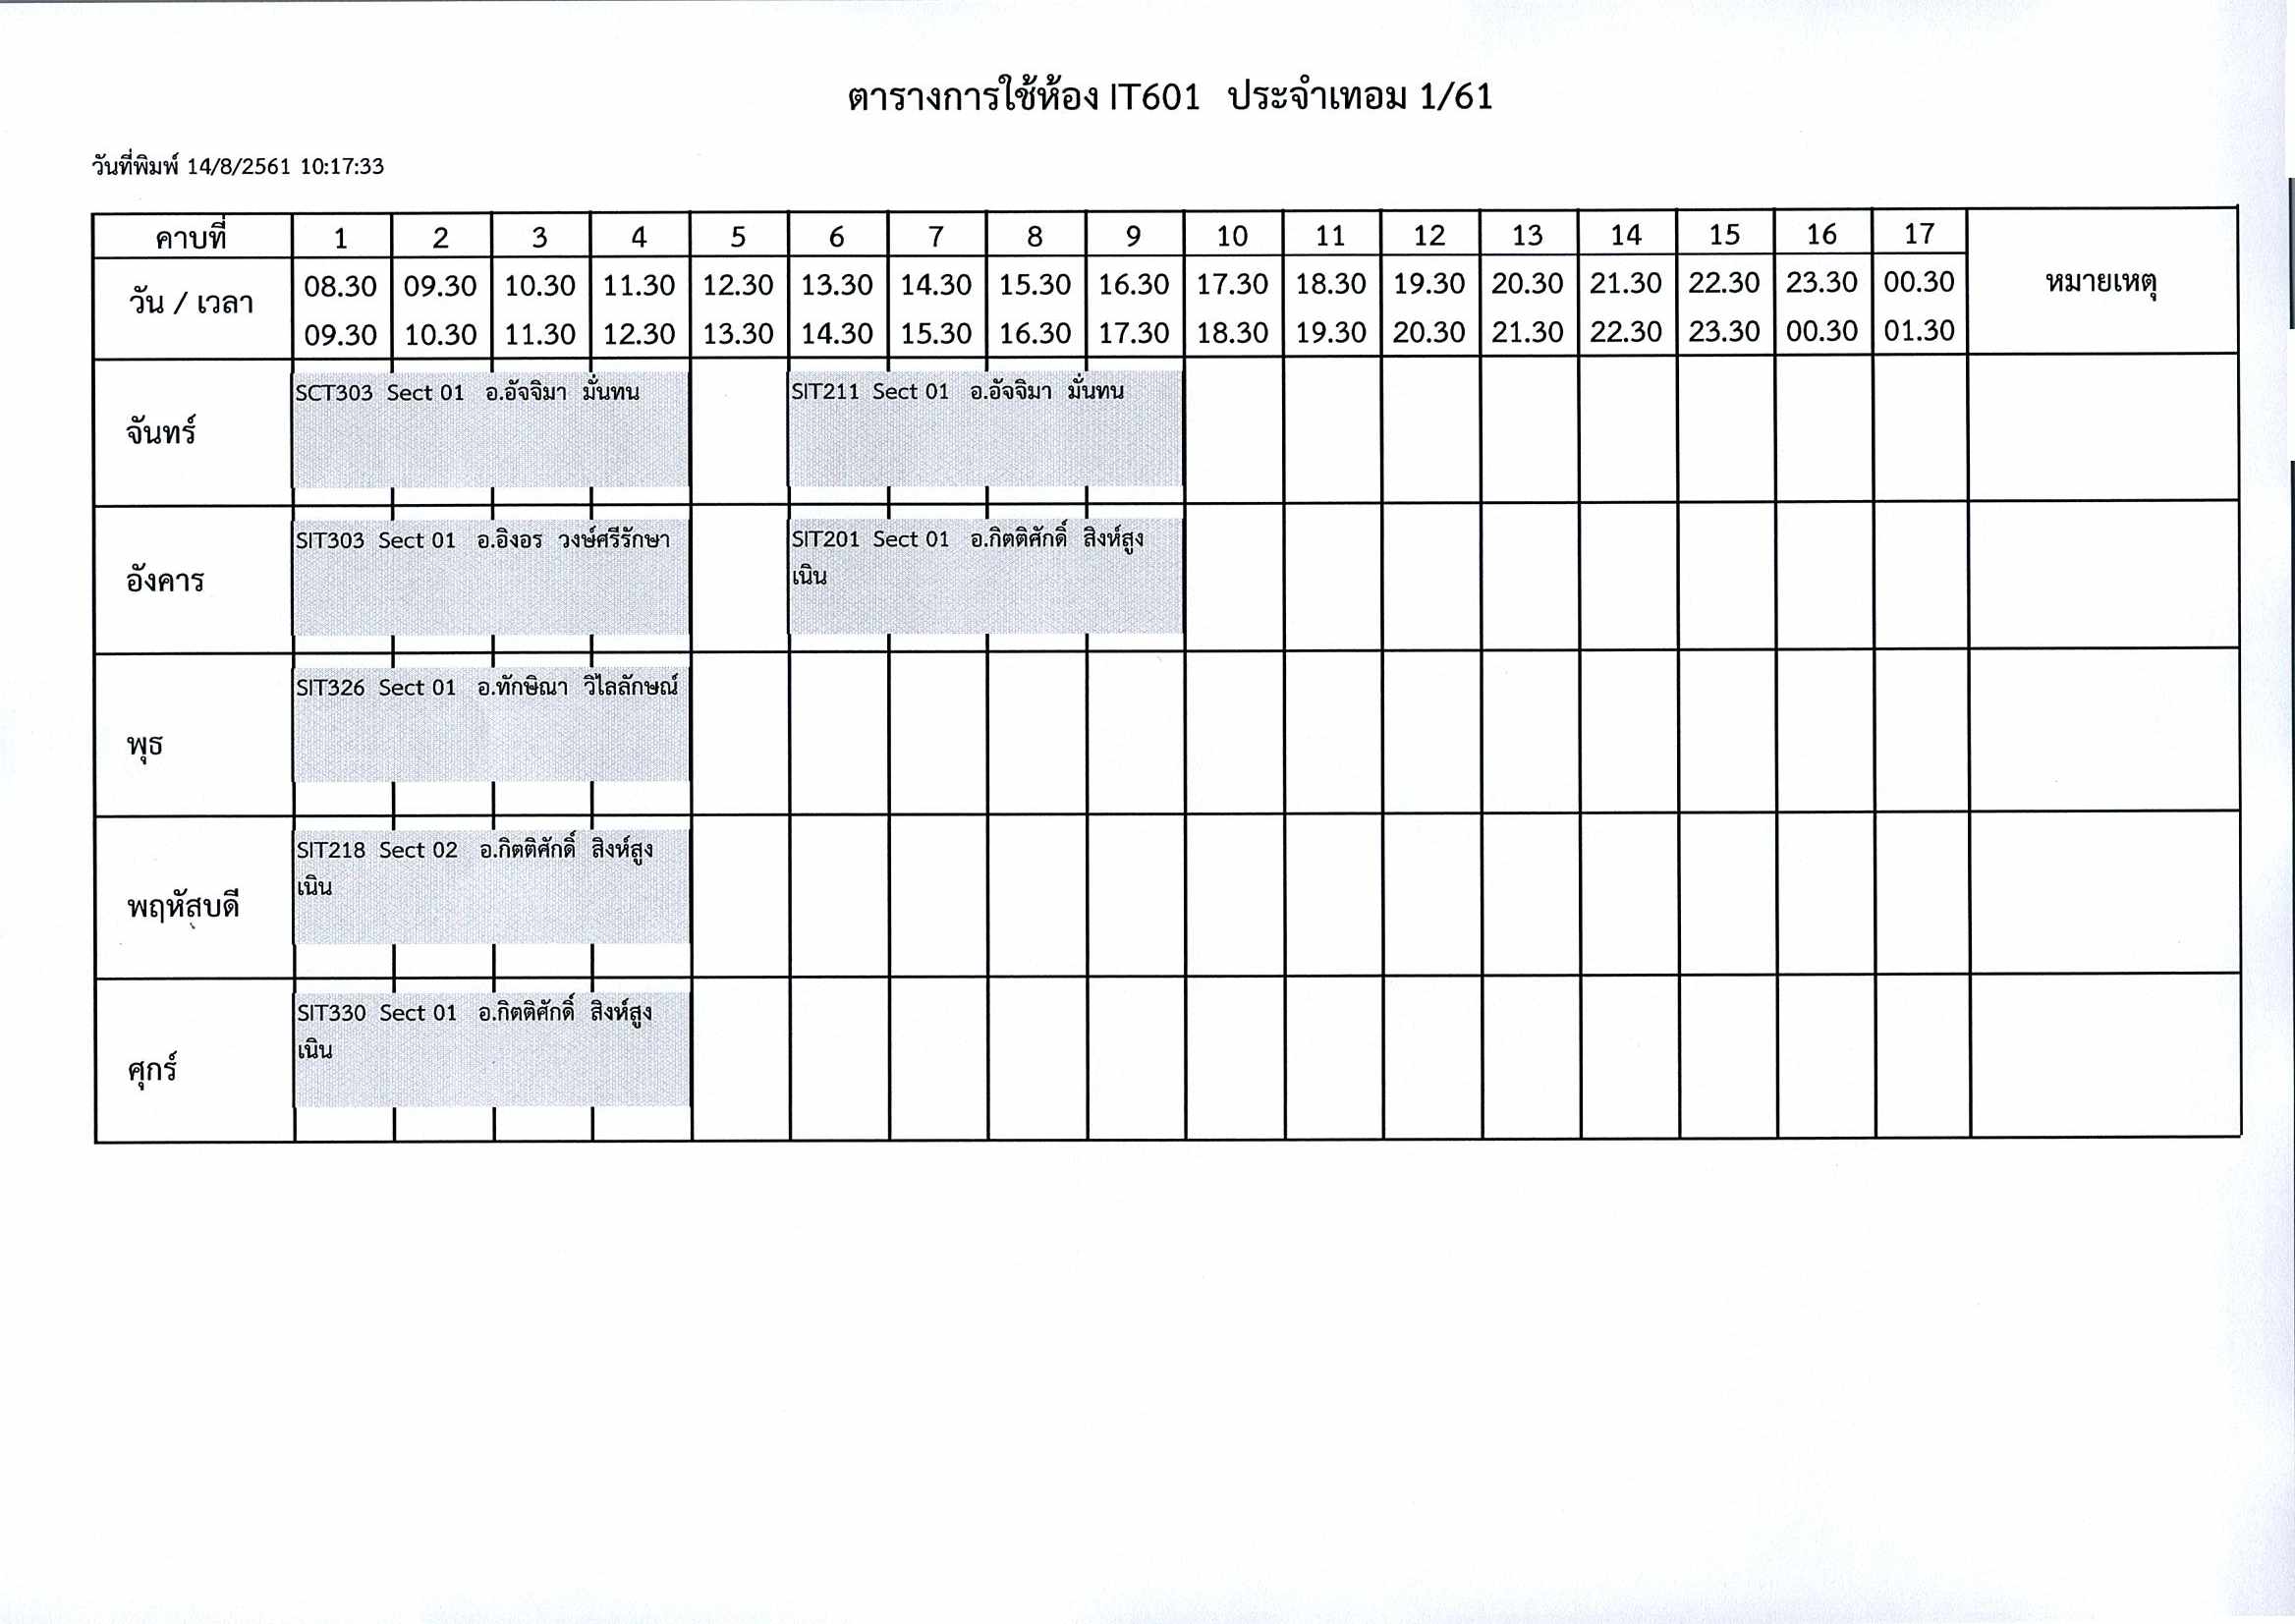 ตารางการใช้ห้อง IT601 ประจำเทอม 1/61
วันที่พิมพ์ 14/8/2561 10:17:33
คาบที่ 1 2 3 4 5 6 7 8 9 10 11 12 13 14 15 16 17
วัน / เวลา 08.30 09.30 10.30 11.30 12.30 13.30 14.30 15.30 16.30 17.30 18.30 19.30 20.30 21.30 22.30 23.30 00.30 หมายเหตุ
09.30 10.30 11.30 12.30 13.30 14.30 15.30 16.30 17.30 18.30 19.30 20.30 21.30 22.30 23.30 00.30 01.30
จันทร์
SCT303 Sect 01 อ.อัจจิมา มั่นทน
SIT211 Sect 01 อ.อัจจิมา มั่นทน
อังคาร
SIT303 Sect 01 อ.อิงอร วงษ์ศรีรักษา
SIT201 Sect 01 อ.กิตติศักดิ์ สิงห์สูง
เนิน
พุธ
SIT326 Sect 01 อ.ทักษิณา วิไลลักษณ์
พฤหัสบดี
SIT218 Sect 02 อ.กิตติศักดิ์ สิงห์สูง
เนิน
ศุกร์
SIT330 Sect 01 อ.กิตติศักดิ์ สิงห์สูง
เนิน